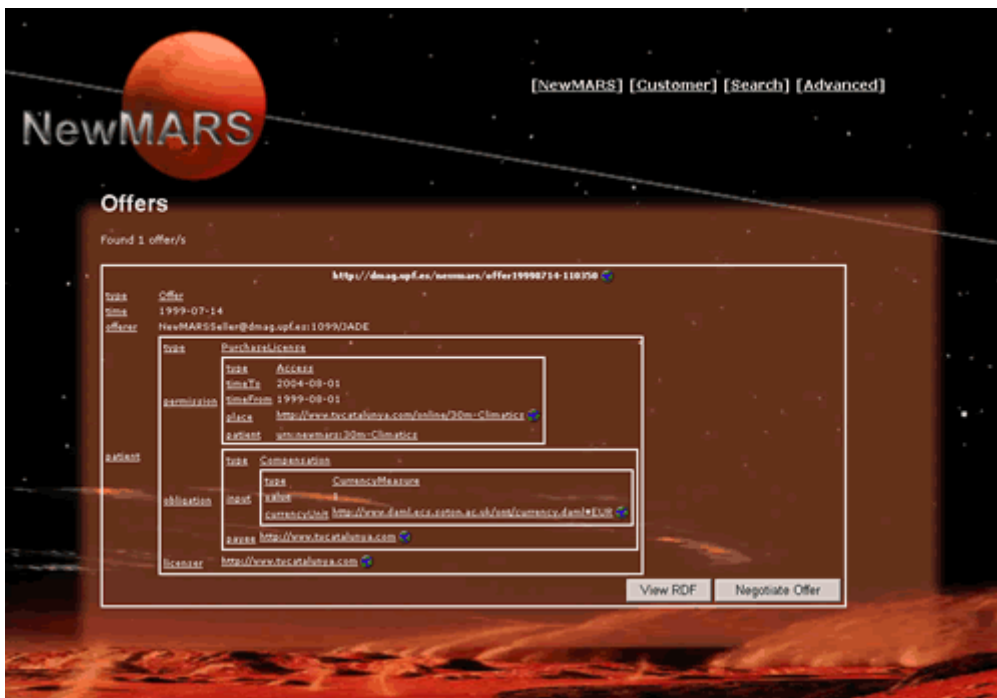 [NewMARS] [Customer] [Search] [Advanced]
NewMARS
Offers
Found 1 offer/s
http://dmag.upf.es/newmars/offer19990714-110350
type Offer
time 1999-07-14
offerer NewMARSSeller@dmag.upf.es:1099/JADE
type PurchaseLicense
type Access
timeTo 2004-08-01
permission timeFrom 1999-08-01
place http://www.tvcatalunya.com/online/30m-Climatics
patient urn:newmars:30m-Climatics
patient
type Compensation
type CurrencyMeasure
obligation input value 1
currencyUnit http://www.daml.ecs.soton.ac.uk/ont/currency.daml#EUR
payee http://www.tvcatalunya.com
licenser http://www.tvcatalunya.com
View RDF Negotiate Offer